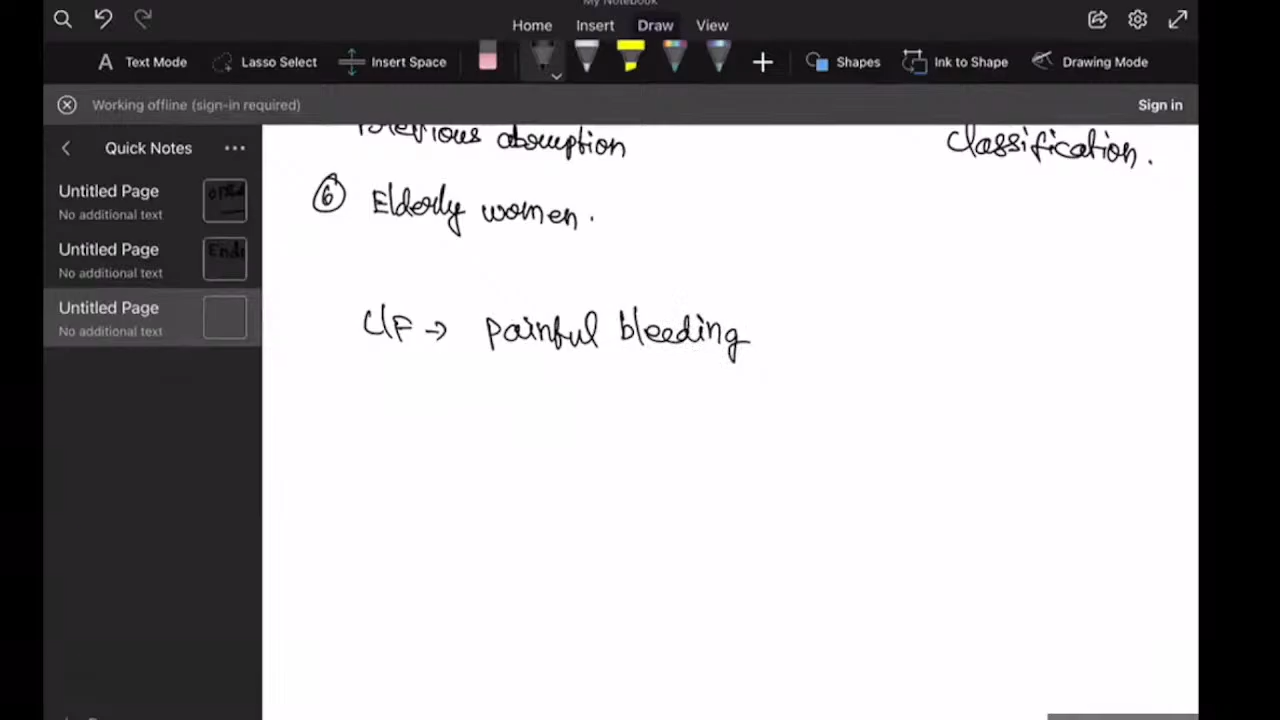 My Notebook
Home Insert Draw View
Text Mode Lasso Select Insert Space Shapes Ink to Shape Drawing Mode
Working offline (sign-in required) Sign in
Quick Notes
Untitled Page
No additional text
Untitled Page
No additional text
Untitled Page
No additional text
Previous abruption
classification.
⑥ Elderly women.
C/F → painful bleeding